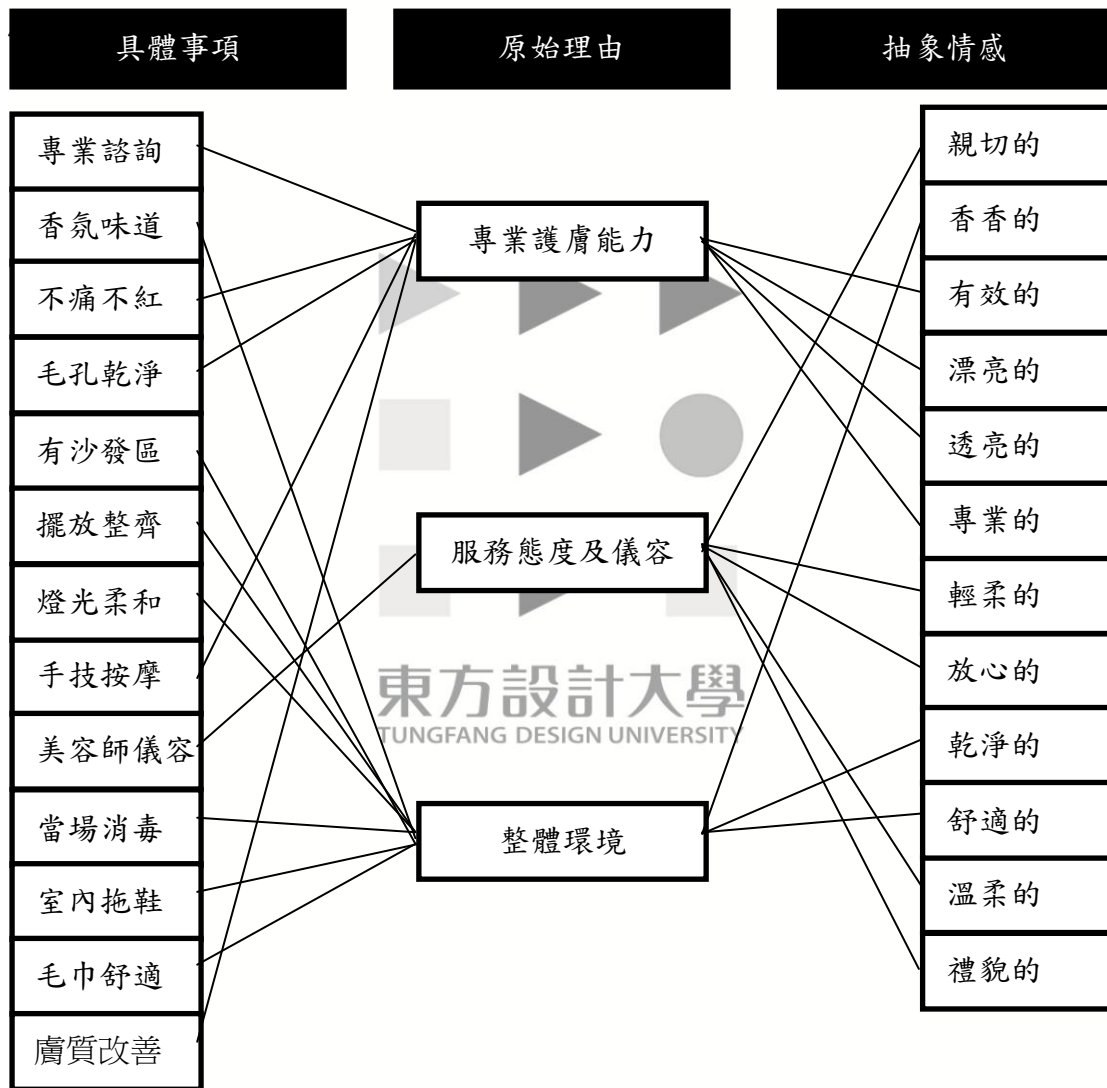 具體事項
原始理由
抽象情感
專業諮詢
香氛味道
不痛不紅
毛孔乾淨
有沙發區
擺放整齊
燈光柔和
手技按摩
美容師儀容
當場消毒
室內拖鞋
毛巾舒適
膚質改善
專業護膚能力
服務態度及儀容
東方設計大學
TUNGFANG DESIGN UNIVERSITY
整體環境
親切的
香香的
有效的
漂亮的
透亮的
專業的
輕柔的
放心的
乾淨的
舒適的
溫柔的
禮貌的